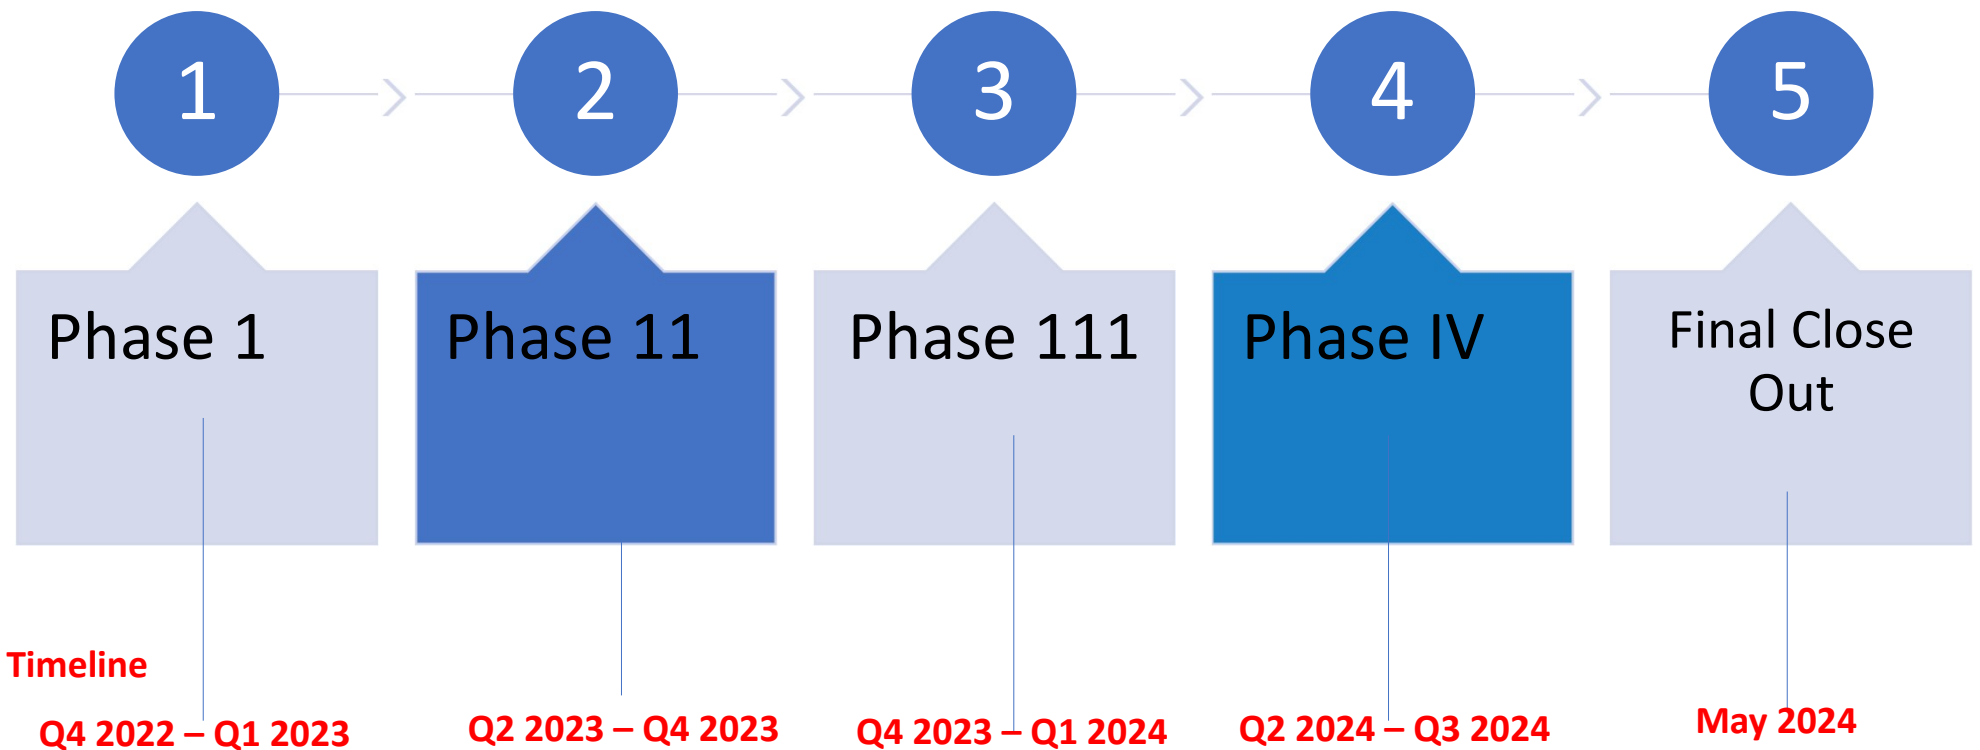 1
2
3
4
5
Phase 1
Phase 11
Phase 111
Phase IV
Final Close
Out
Timeline
Q4 2022 – Q1 2023
Q2 2023 – Q4 2023
Q4 2023 – Q1 2024
Q2 2024 – Q3 2024
May 2024